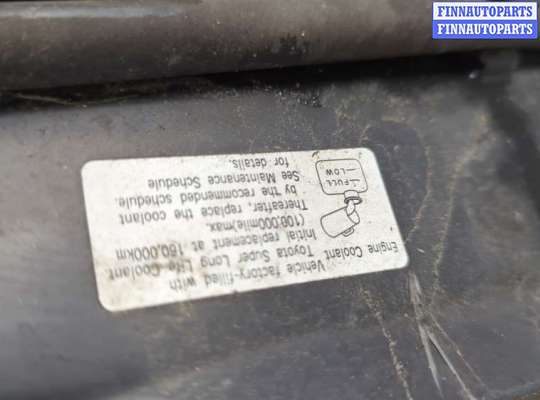 FINNAUTOPARTS
FINNAUTOPARTS
Engine Coolant
Vehicle factory-filled with
Toyota Super Long Life Coolant
Initial replacement at 160,000km
(100,000mile)max.
Thereafter, replace the coolant
by the recommended schedule.
See Maintenance Schedule
for details.
FULL
LOW